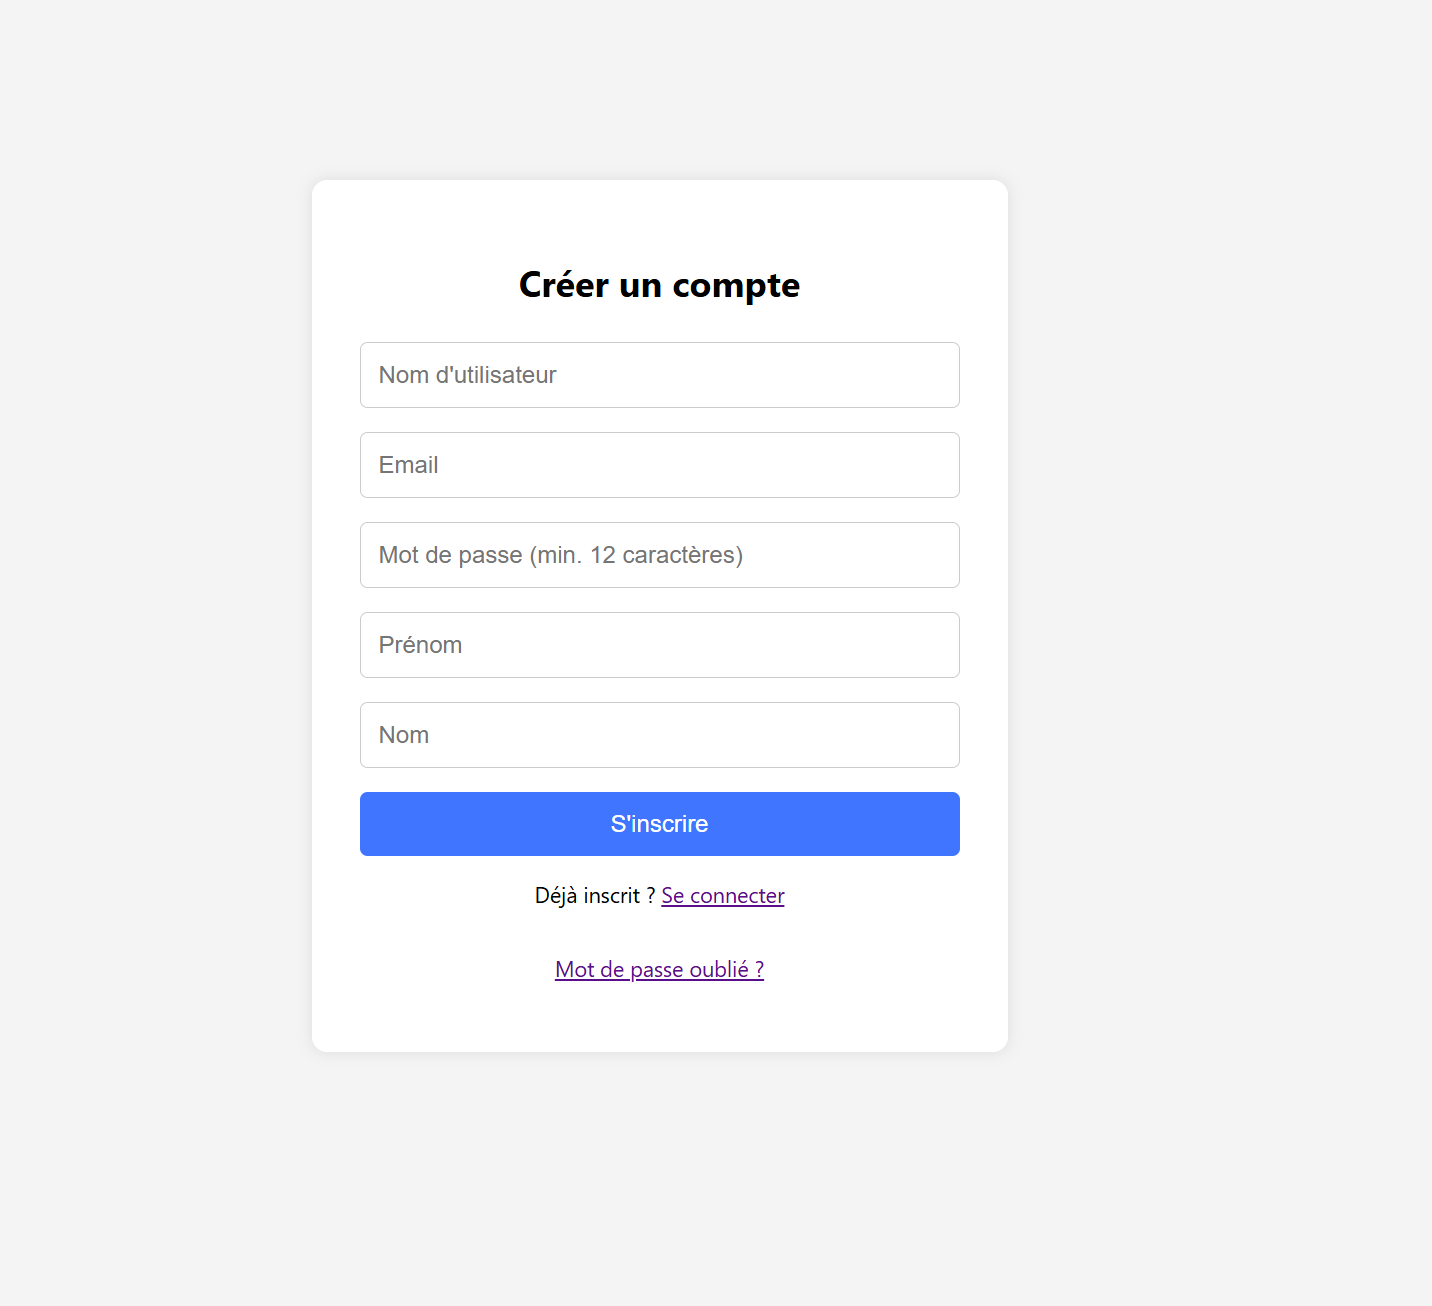 Créer un compte
Nom d'utilisateur
Email
Mot de passe (min. 12 caractères)
Prénom
Nom
S'inscrire
Déjà inscrit ? Se connecter
Mot de passe oublié ?